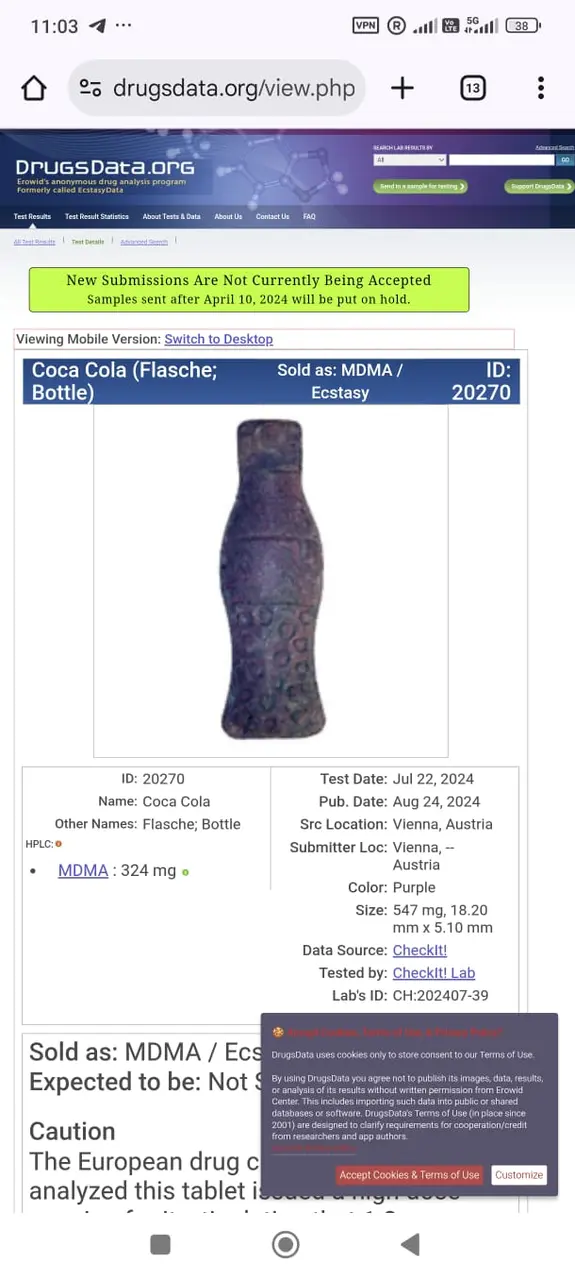 11:03
VPN R Vo LTE 5G 38
drugsdata.org/view.php
13
DRUGSDATA.ORG
Erowid's anonymous drug analysis program
Formerly called EcstasyData
SEARCH LAB RESULTS BY
Advanced Search
All
GO
Send in a sample for testing ❯
Support DrugsData ❯
Test Results Test Result Statistics About Tests & Data About Us Contact Us FAQ
All Test Results | Test Details | Advanced Search |
New Submissions Are Not Currently Being Accepted
Samples sent after April 10, 2024 will be put on hold.
Viewing Mobile Version: Switch to Desktop
Coca Cola (Flasche;
Bottle)
Sold as: MDMA /
Ecstasy
ID:
20270
ID: 20270
Name: Coca Cola
Other Names: Flasche; Bottle
HPLC:
• MDMA : 324 mg
Test Date: Jul 22, 2024
Pub. Date: Aug 24, 2024
Src Location: Vienna, Austria
Submitter Loc: Vienna, --
Austria
Color: Purple
Size: 547 mg, 18.20
mm x 5.10 mm
Data Source: CheckIt!
Tested by: CheckIt! Lab
Lab's ID: CH:202407-39
Sold as: MDMA / Ecs
Expected to be: Not S
Caution
The European drug c
analyzed this tablet issued a high dose
DrugsData uses cookies only to store consent to our Terms of Use.
By using DrugsData you agree not to publish its images, data, results,
or analysis of its results without written permission from Erowid
Center. This includes importing such data into public or shared
databases or software. DrugsData's Terms of Use (in place since
2001) are designed to clarify requirements for cooperation/credit
from researchers and app authors.
Accept Cookies & Terms of Use
Customize